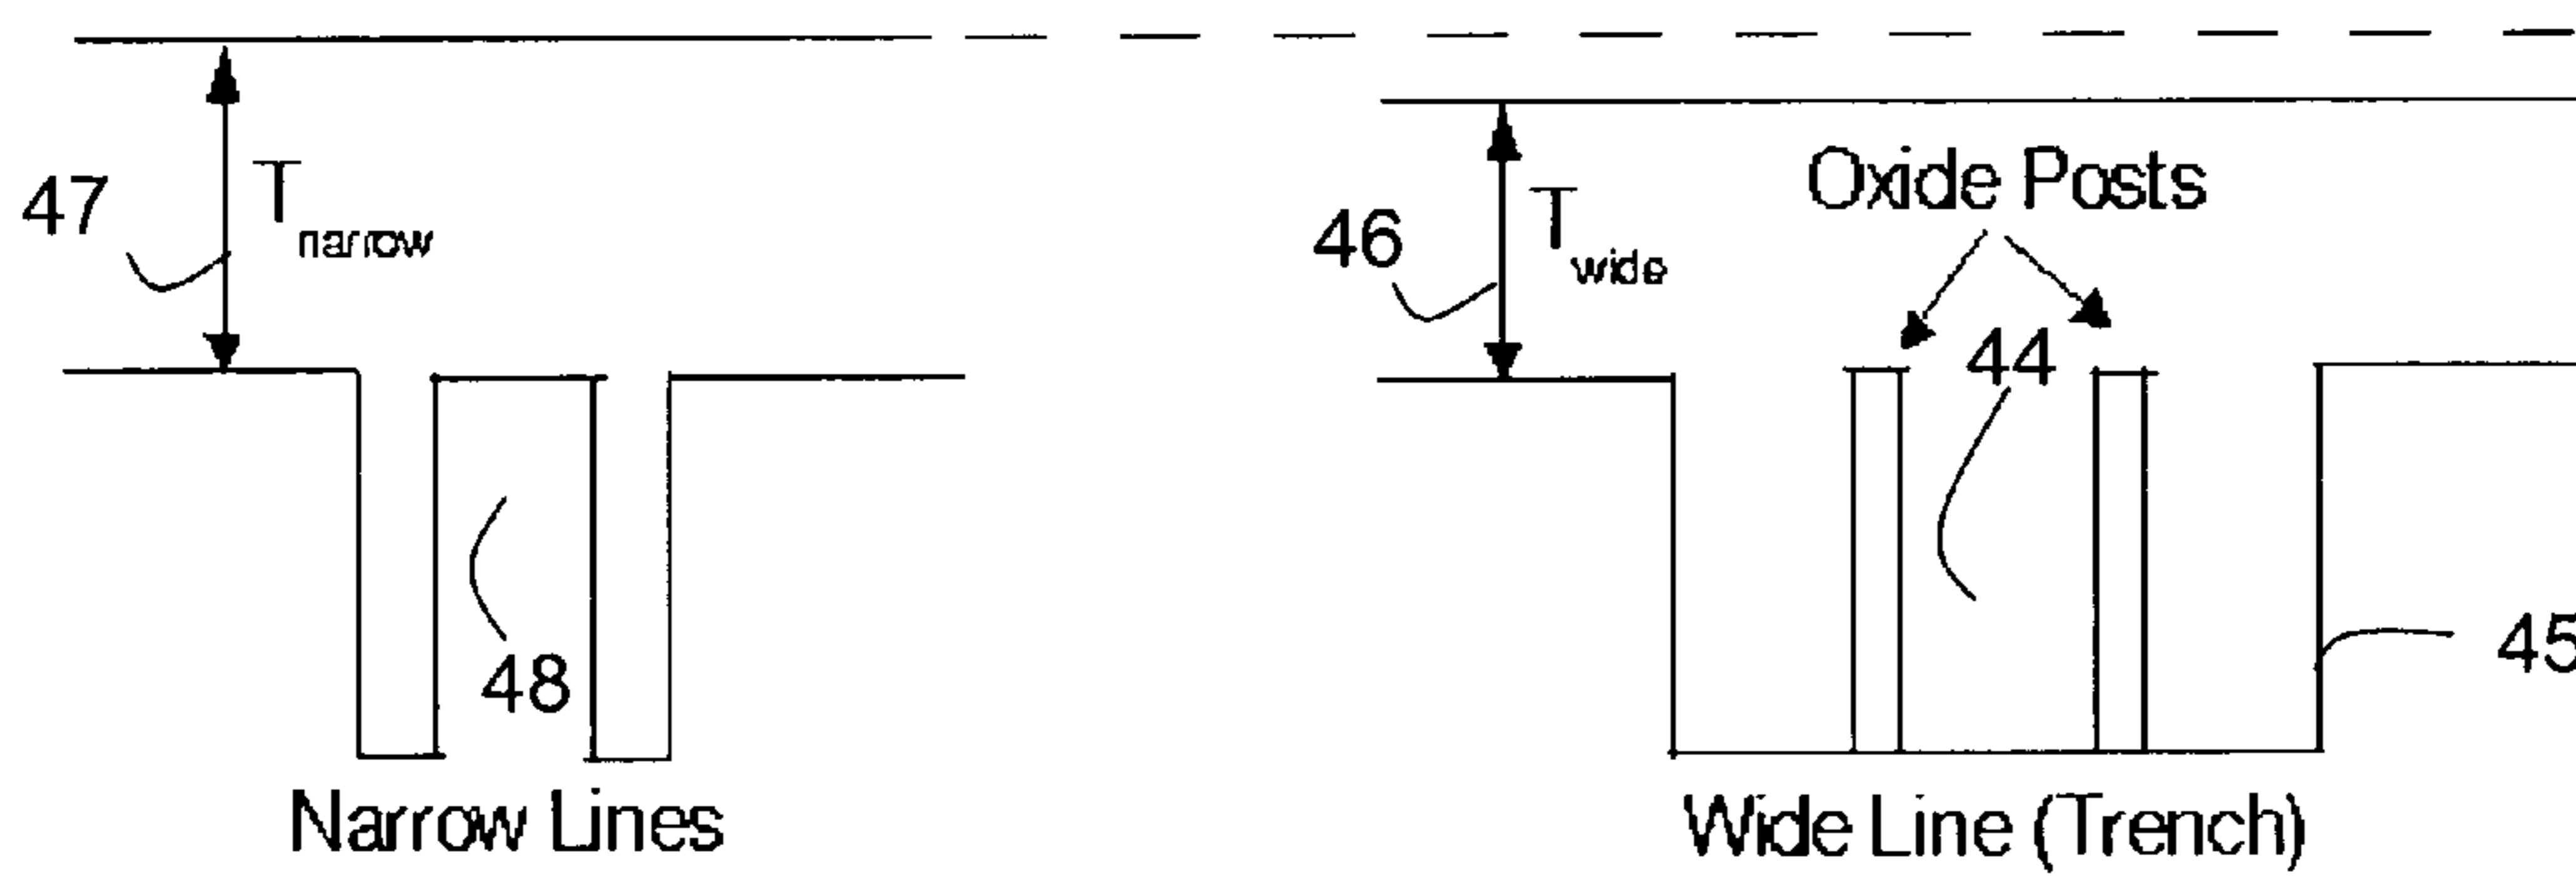 47
T narrow
46
T wide
Oxide Posts
44
48
45
Narrow Lines
Wide Line (Trench)